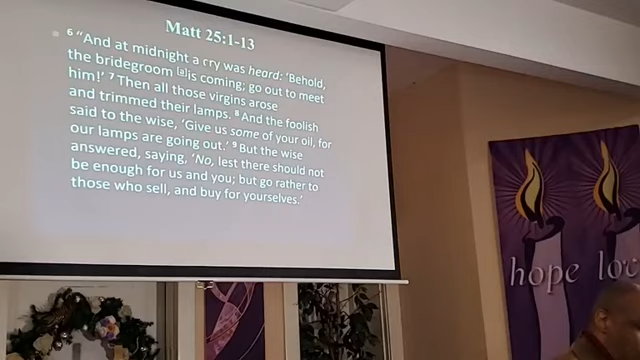 Matt 25:1-13
6 "And at midnight a cry was heard: 'Behold,
the bridegroom [a]is coming; go out to meet
him!' 7 Then all those virgins arose
and trimmed their lamps. 8 And the foolish
said to the wise, 'Give us some of your oil, for
our lamps are going out.' 9 But the wise
answered, saying, 'No, lest there should not
be enough for us and you; but go rather to
those who sell, and buy for yourselves.'
hope